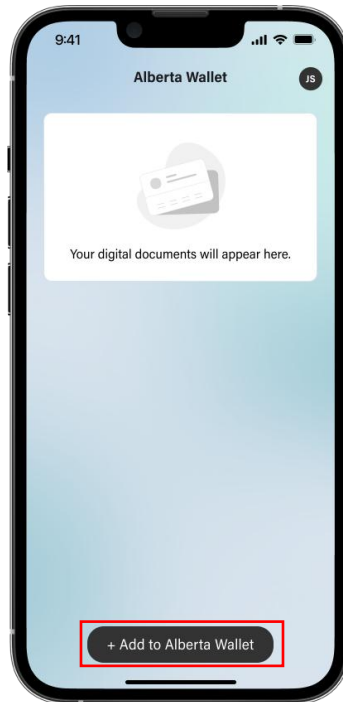 9:41
Alberta Wallet
JS
Your digital documents will appear here.
+ Add to Alberta Wallet